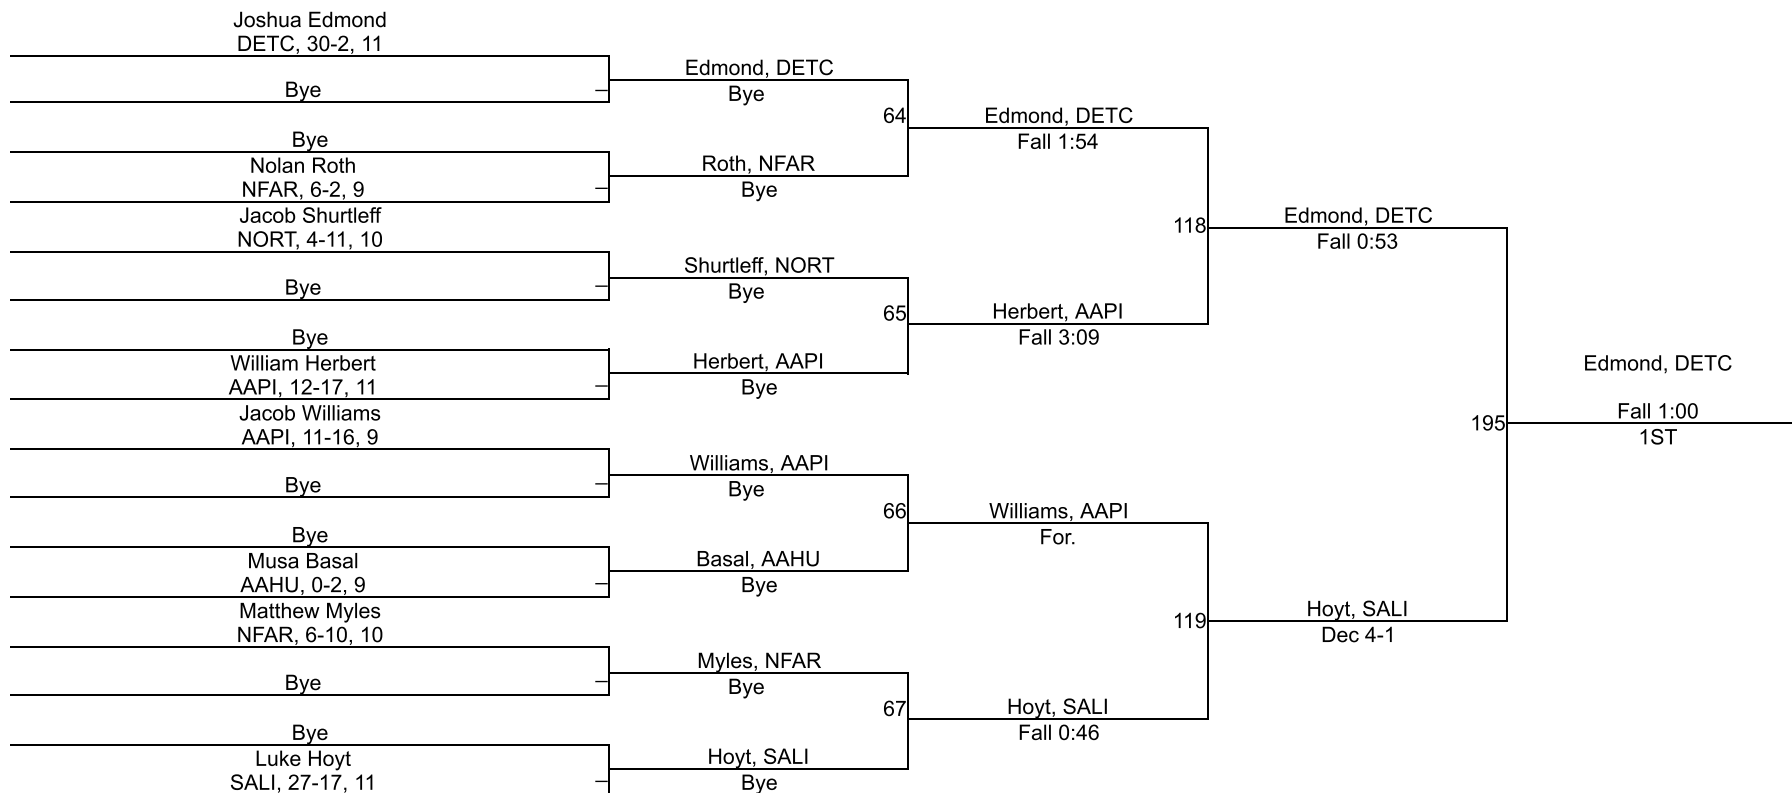 Joshua Edmond
DETC, 30-2, 11
Bye
Bye
Nolan Roth
NFAR, 6-2, 9
Jacob Shurtleff
NORT, 4-11, 10
Bye
Bye
William Herbert
AAPI, 12-17, 11
Jacob Williams
AAPI, 11-16, 9
Bye
Bye
Musa Basal
AAHU, 0-2, 9
Matthew Myles
NFAR, 6-10, 10
Bye
Bye
Luke Hoyt
SALI, 27-17, 11
Edmond, DETC
Bye
Roth, NFAR
Bye
Shurtleff, NORT
Bye
Herbert, AAPI
Bye
Williams, AAPI
Bye
Basal, AAHU
Bye
Myles, NFAR
Bye
Hoyt, SALI
Bye
64
65
66
67
Edmond, DETC
Fall 1:54
Herbert, AAPI
Fall 3:09
Williams, AAPI
For.
Hoyt, SALI
Fall 0:46
118
119
Edmond, DETC
Fall 0:53
Hoyt, SALI
Dec 4-1
195
Edmond, DETC
Fall 1:00
1ST